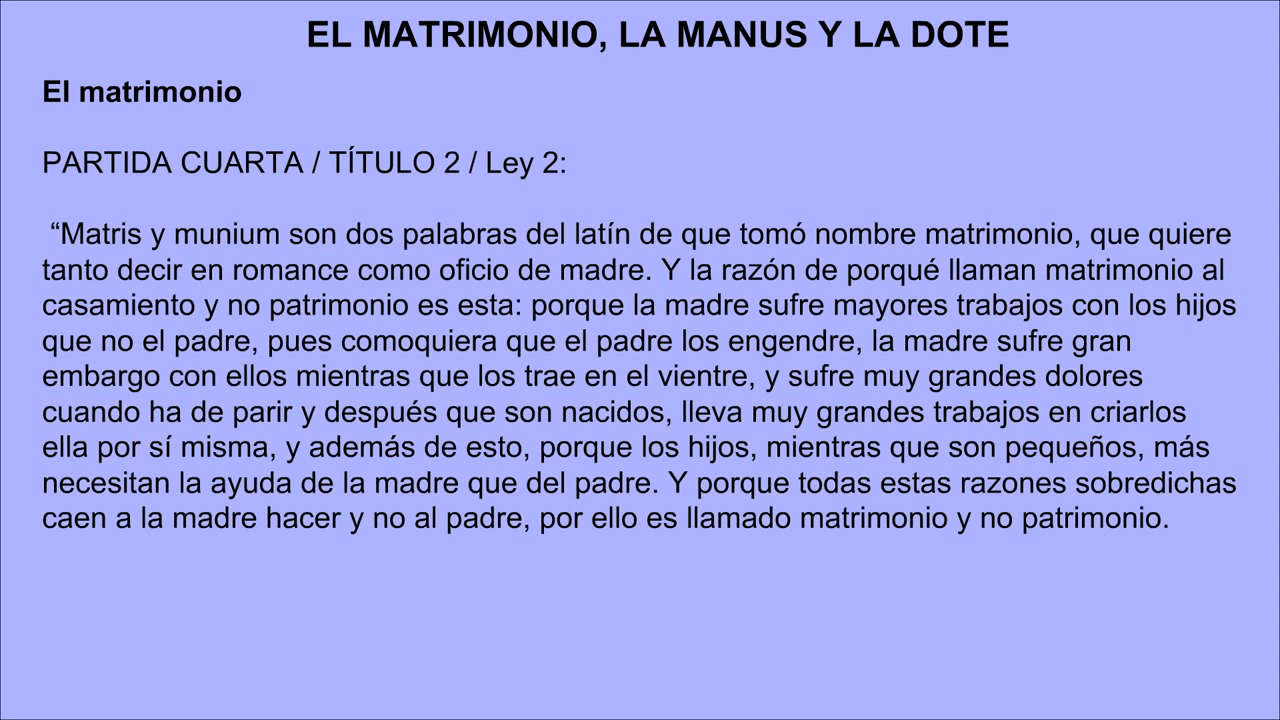 EL MATRIMONIO, LA MANUS Y LA DOTE
El matrimonio
PARTIDA CUARTA / TÍTULO 2 / Ley 2:
“Matris y munium son dos palabras del latín de que tomó nombre matrimonio, que quiere
tanto decir en romance como oficio de madre. Y la razón de porqué llaman matrimonio al
casamiento y no patrimonio es esta: porque la madre sufre mayores trabajos con los hijos
que no el padre, pues comoquiera que el padre los engendre, la madre sufre gran
embargo con ellos mientras que los trae en el vientre, y sufre muy grandes dolores
cuando ha de parir y después que son nacidos, lleva muy grandes trabajos en criarlos
ella por sí misma, y además de esto, porque los hijos, mientras que son pequeños, más
necesitan la ayuda de la madre que del padre. Y porque todas estas razones sobredichas
caen a la madre hacer y no al padre, por ello es llamado matrimonio y no patrimonio.